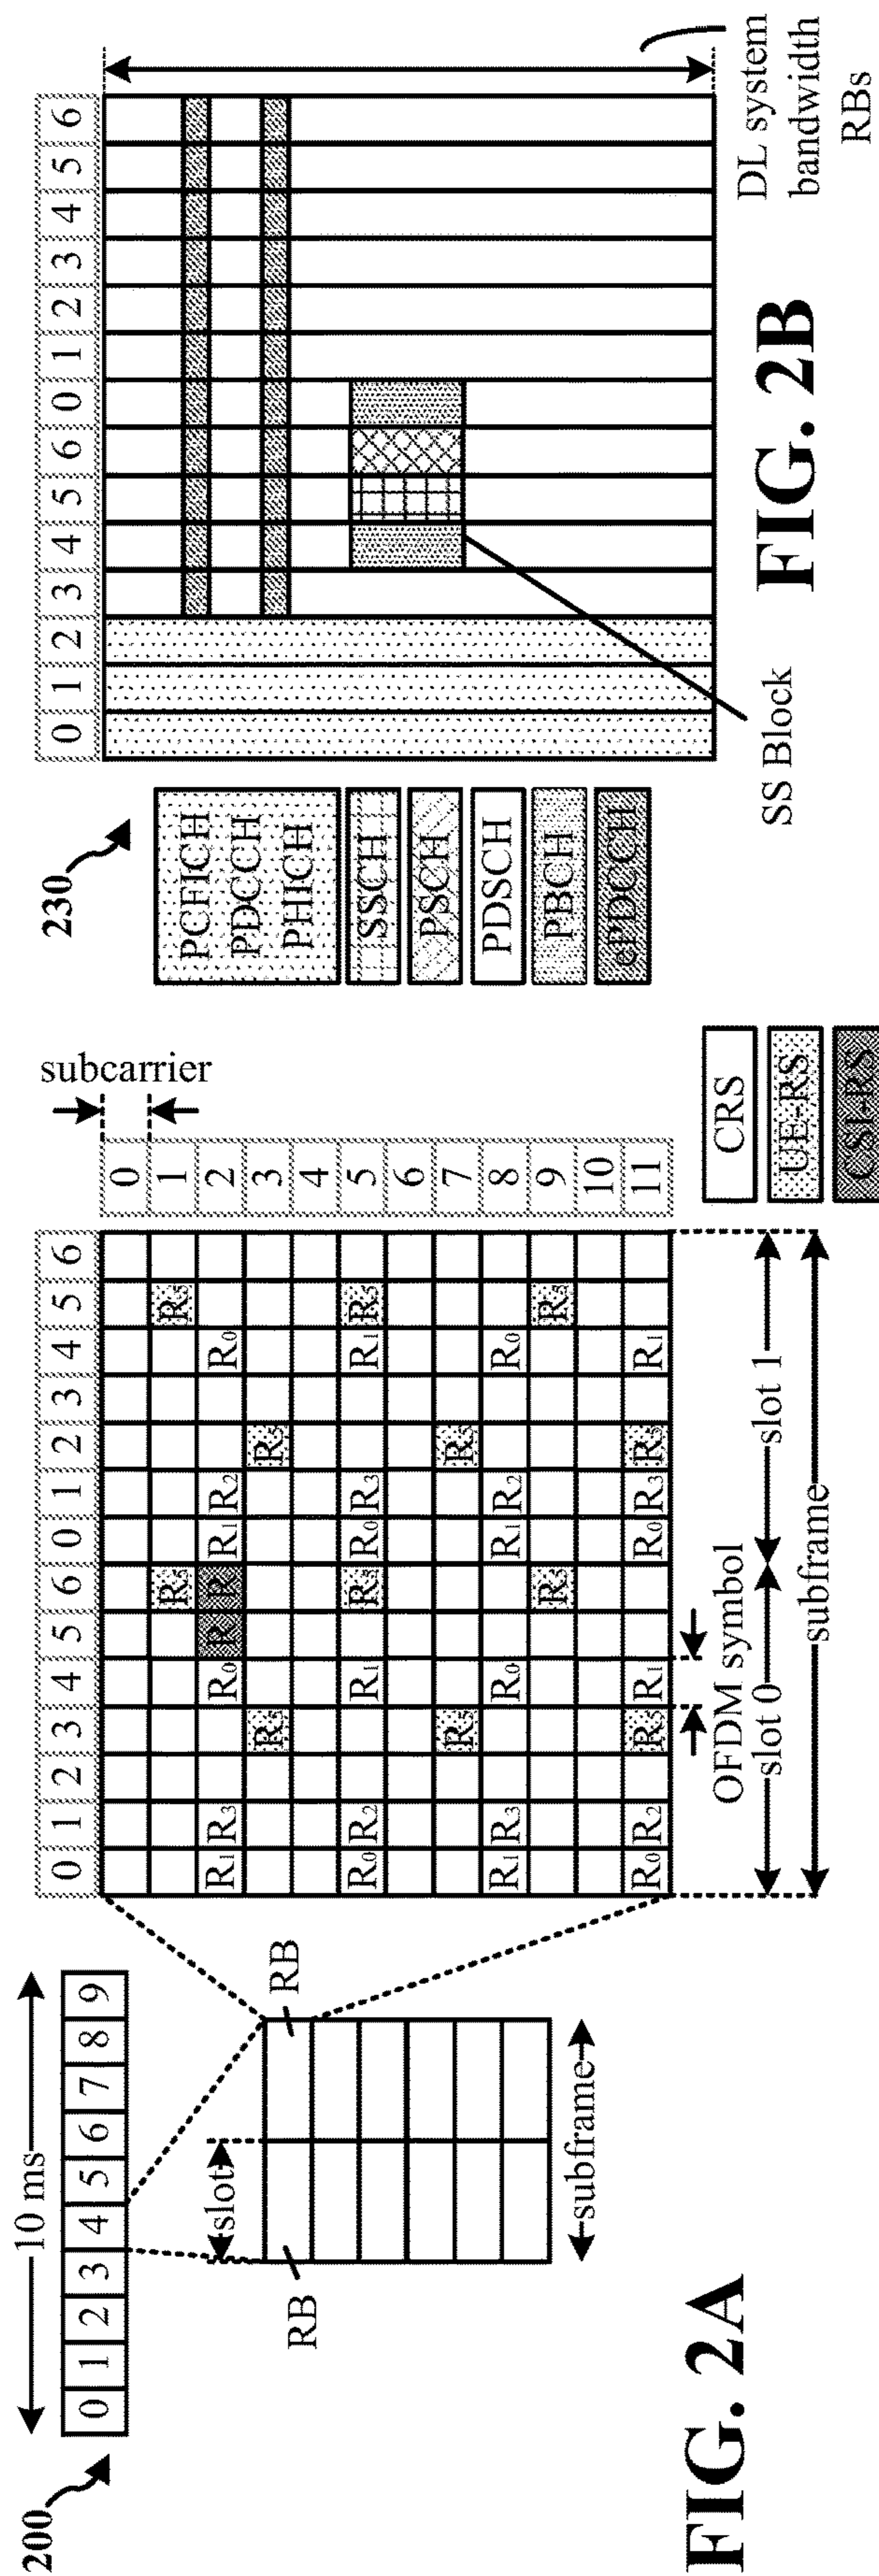 200
10 ms
0 1 2 3 4 5 6 7 8 9
RB
slot
RB
subframe
0 1 2 3 4 5 6 0 1 2 3 4 5 6
subcarrier
0
R5 R5 1
R1 R3 R0 R R R1 R2 R0 2
R5 R5 3
4
R0 R2 R1 R5 R0 R3 R1 R5 5
6
R5 R5 7
R1 R3 R0 R1 R2 R0 8
R5 R5 9
10
R0 R2 R5 R1 R0 R3 R5 R1 11
OFDM symbol
slot 0 slot 1
subframe
CRS
UE-RS
CSI-RS
FIG. 2A
230
PCFICH
PDCCH
PHICH
SSCH
PSCH
PDSCH
PBCH
ePDCCH
0 1 2 3 4 5 6 0 1 2 3 4 5 6
SS Block
DL system
bandwidth
RBs
FIG. 2B